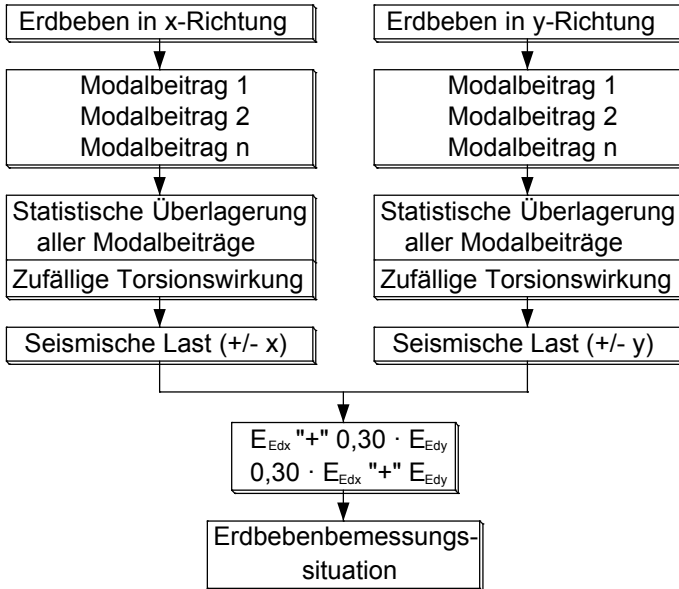 Erdbeben in x-Richtung
Modalbeitrag 1
Modalbeitrag 2
Modalbeitrag n
Statistische Überlagerung
aller Modalbeiträge
Zufällige Torsionswirkung
Seismische Last (+/- x)
Erdbeben in y-Richtung
Modalbeitrag 1
Modalbeitrag 2
Modalbeitrag n
Statistische Überlagerung
aller Modalbeiträge
Zufällige Torsionswirkung
Seismische Last (+/- y)
E_Edx "+" 0,30 · E_Edy
0,30 · E_Edx "+" E_Edy
Erdbebenbemessungs-
situation